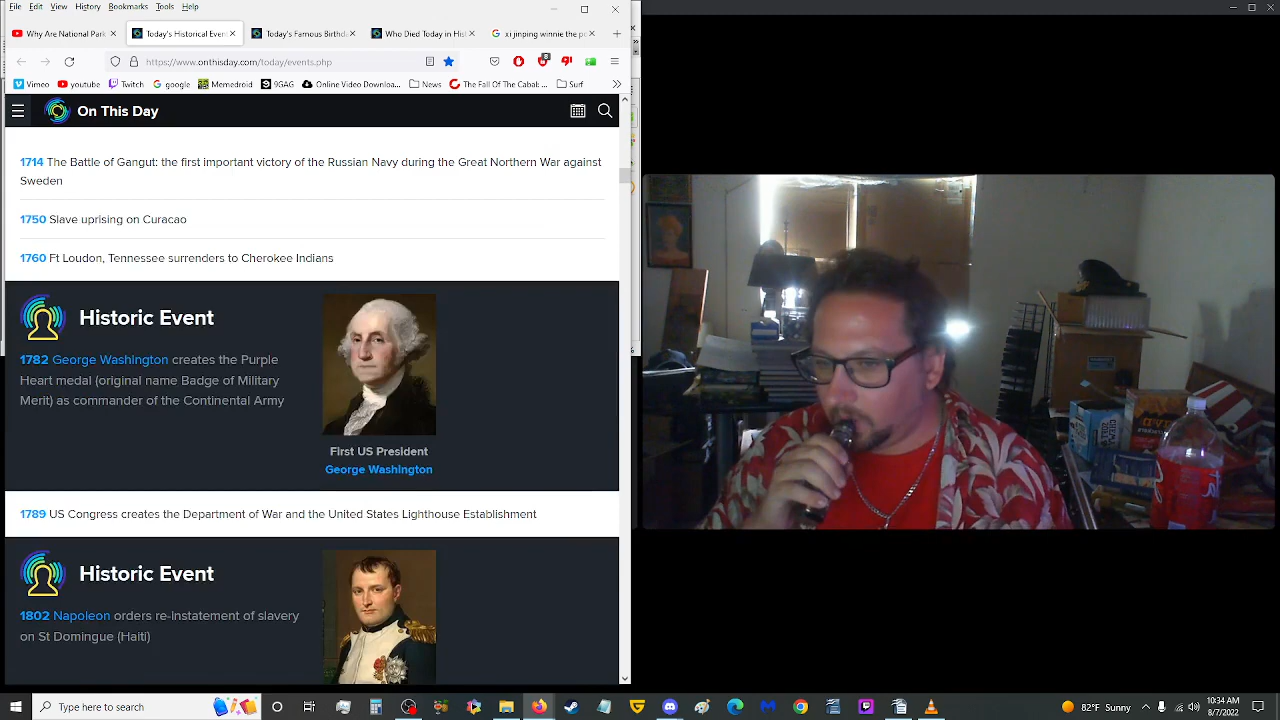 File Edit View History Bookmarks Tools Help
Why Are National Par
Today's Historical Even
Today's Famous Birthda
Who Died Today in His
xi jinping winnie the po
https://www.onthisday.com/today/events.php
Vimeo
youtube
Twitch
google
modandroid
9GAG
Online Video Downloa...
News
The Fall Of The Cabal: ...
Surf
On This Day
1714 The Battle of Gangut: the first important victory of the Russian Navy during the Great Northern War against
Sweden
1750 Slave uprising on Curacao
1760 Ft Loudon, Tennessee surrenders to Cherokee Indians
Historic Event
1782 George Washington creates the Purple
Heart medal (original name Badge of Military
Merit) as commander of the Continental Army
First US President
George Washington
1789 US Congress creates the Department of War and the United States Lighthouse Establishment
Historic Event
1802 Napoleon orders re-instatement of slavery
on St Domingue (Haiti)
Type here to search
82°F Sunny
10:34 AM
8/7/2022